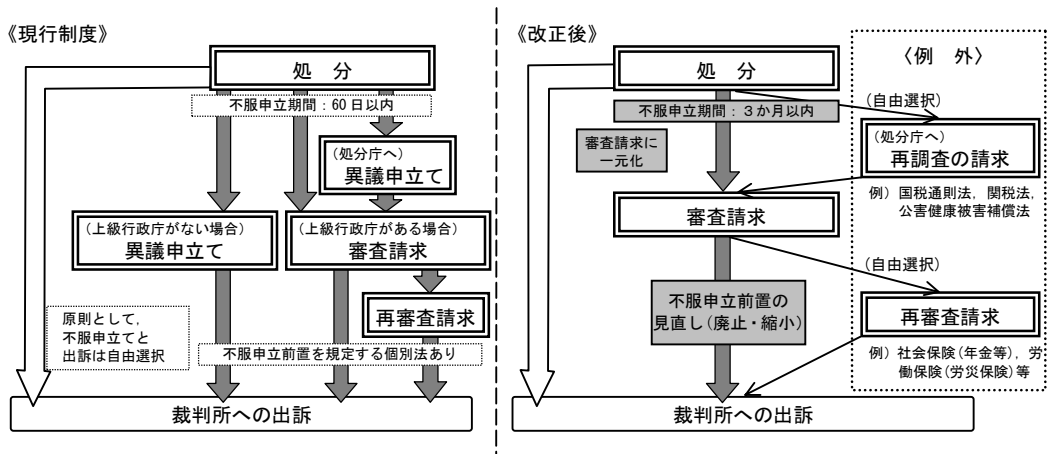 《現行制度》
処 分
不服申立期間：60日以内
（処分庁へ）
異議申立て
（上級行政庁がない場合）
異議申立て
（上級行政庁がある場合）
審査請求
再審査請求
原則として，
不服申立てと
出訴は自由選択
不服申立前置を規定する個別法あり
裁判所への出訴
《改正後》
処 分
不服申立期間：３か月以内
審査請求に
一元化
審査請求
不服申立前置の
見直し（廃止・縮小）
裁判所への出訴
〈例 外〉
（自由選択）
（処分庁へ）
再調査の請求
例）国税通則法，関税法，
公害健康被害補償法
（自由選択）
再審査請求
例）社会保険（年金等），労
働保険（労災保険）等